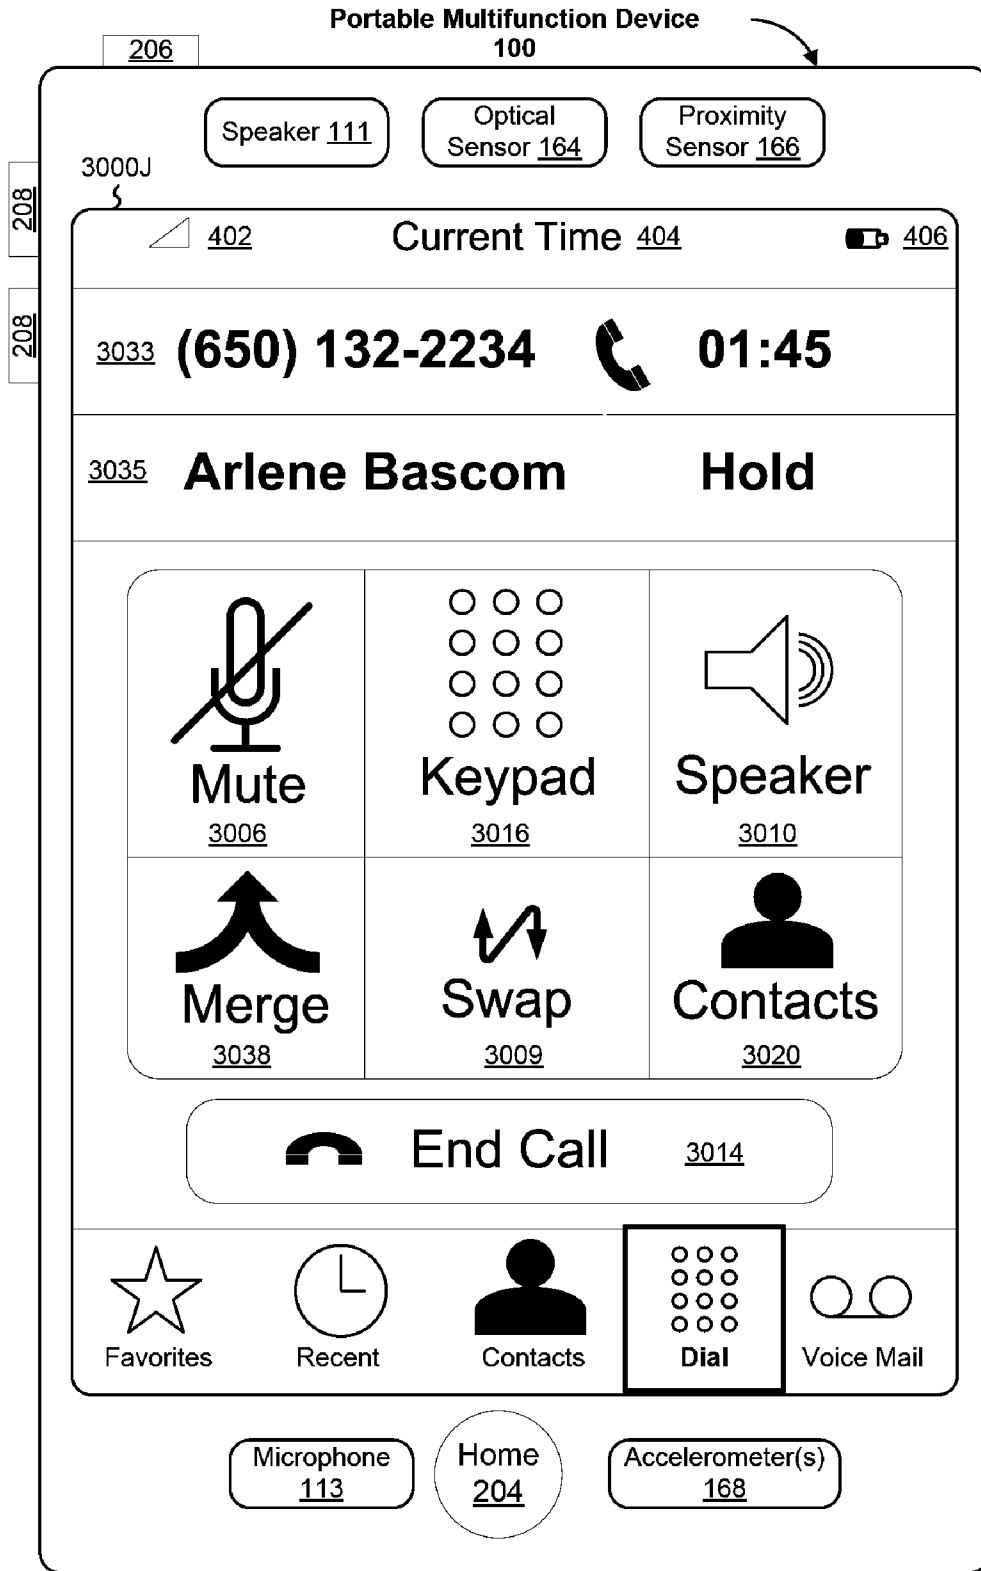 Portable Multifunction Device
100
206
Speaker 111
Optical
Sensor 164
Proximity
Sensor 166
3000J
208
208
402
Current Time 404
406
3033 (650) 132-2234 01:45
3035 Arlene Bascom Hold
Mute
3006
Keypad
3016
Speaker
3010
Merge
3038
Swap
3009
Contacts
3020
End Call 3014
Favorites
Recent
Contacts
Dial
Voice Mail
Microphone
113
Home
204
Accelerometer(s)
168